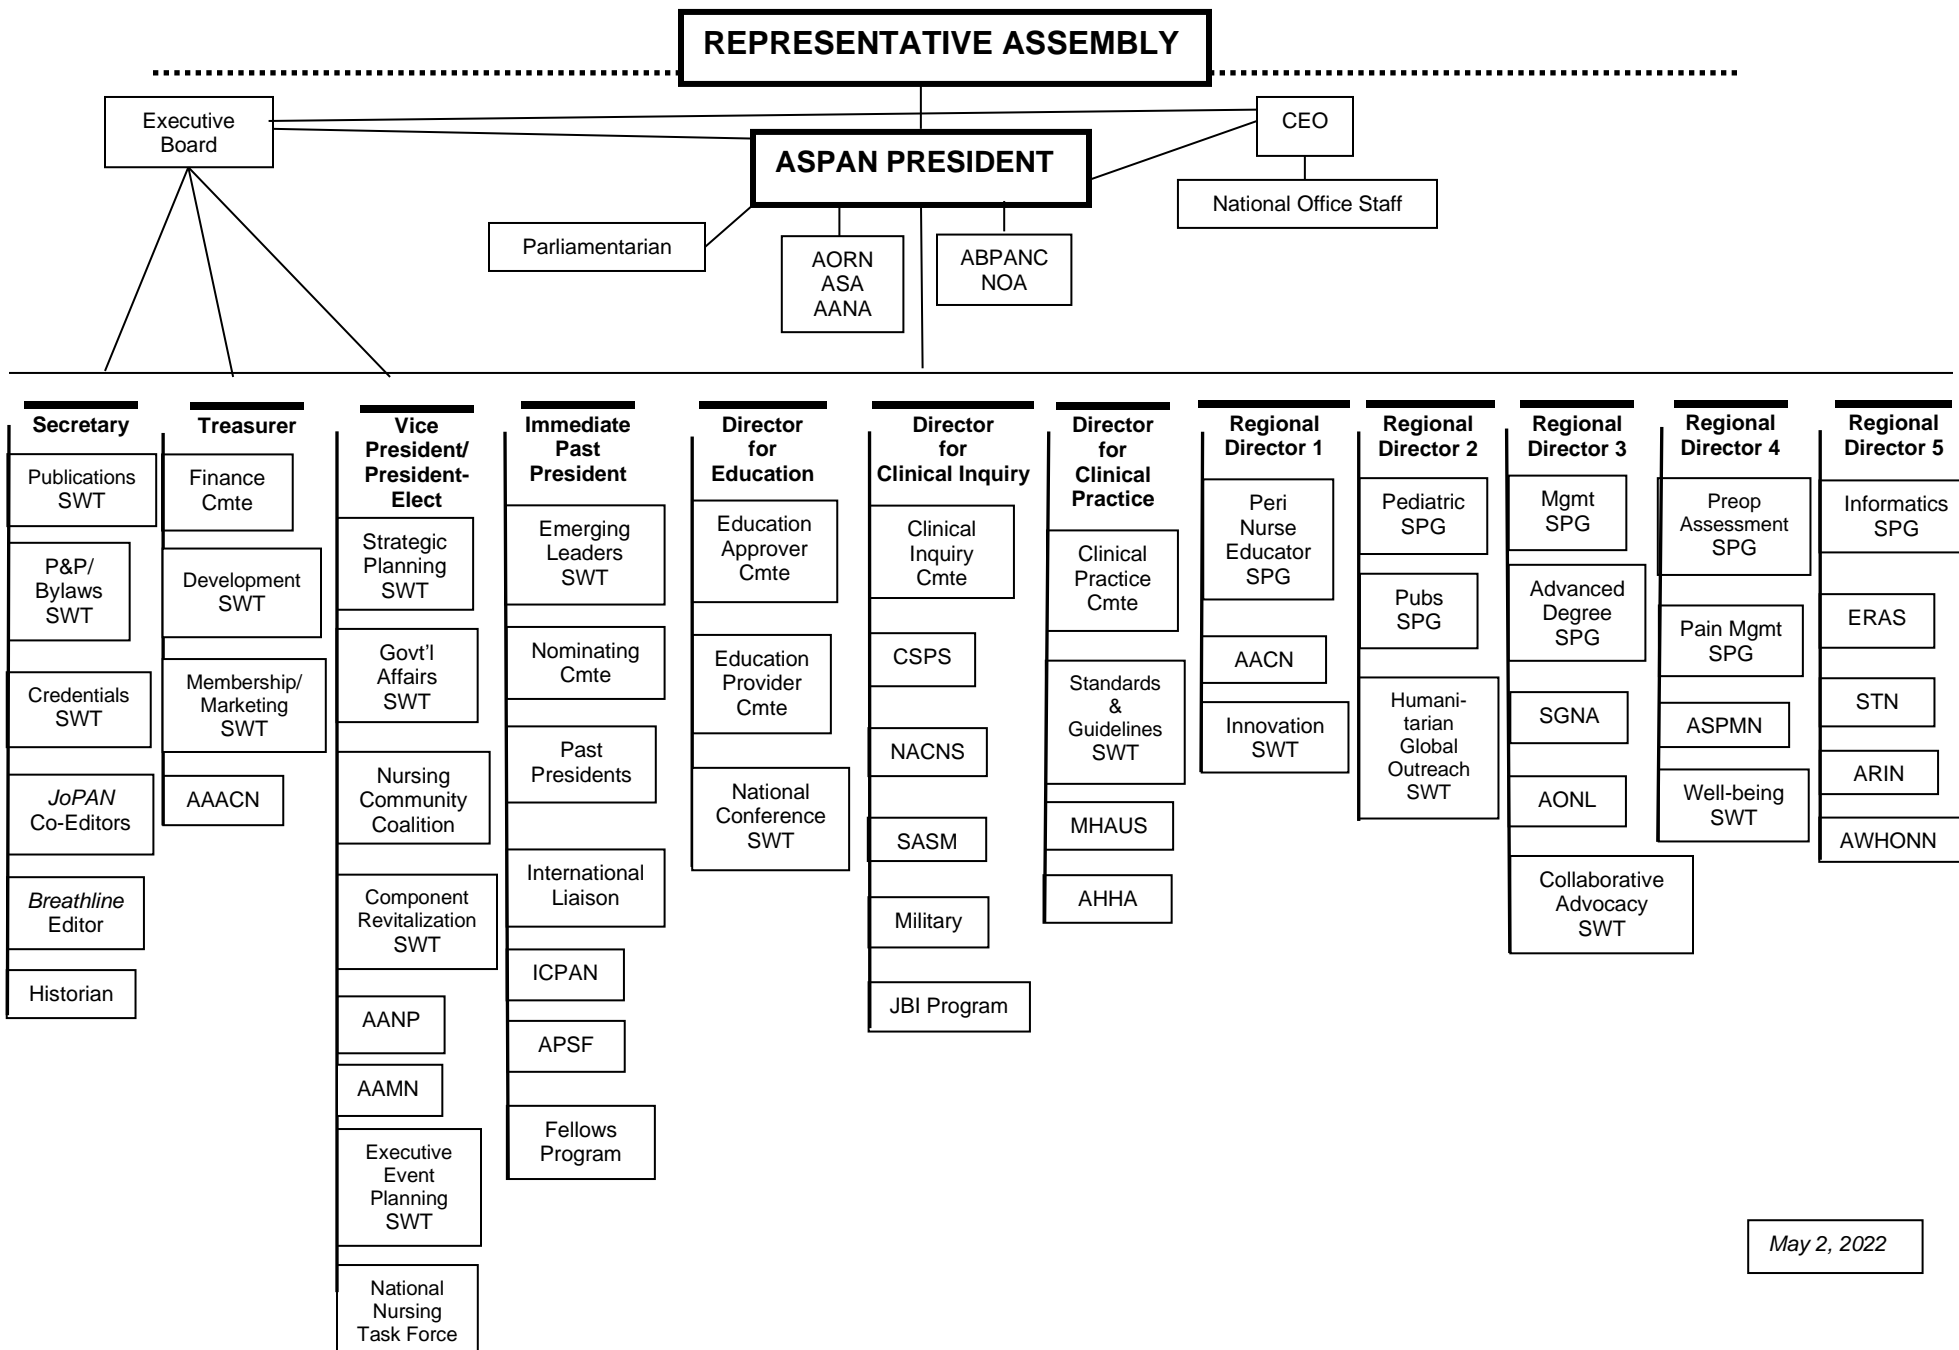 REPRESENTATIVE ASSEMBLY
Executive
Board
CEO
ASPAN PRESIDENT
National Office Staff
Parliamentarian
AORN
ASA
AANA
ABPANC
NOA
Secretary
Publications
SWT
P&P/
Bylaws
SWT
Credentials
SWT
JoPAN
Co-Editors
Breathline
Editor
Historian
Treasurer
Finance
Cmte
Development
SWT
Membership/
Marketing
SWT
AAACN
Vice
President/
President-
Elect
Strategic
Planning
SWT
Govt'l
Affairs
SWT
Nursing
Community
Coalition
Component
Revitalization
SWT
AANP
AAMN
Executive
Event
Planning
SWT
National
Nursing
Task Force
Immediate
Past
President
Emerging
Leaders
SWT
Nominating
Cmte
Past
Presidents
International
Liaison
ICPAN
APSF
Fellows
Program
Director
for
Education
Education
Approver
Cmte
Education
Provider
Cmte
National
Conference
SWT
Director
for
Clinical Inquiry
Clinical
Inquiry
Cmte
CSPS
NACNS
SASM
Military
JBI Program
Director
for
Clinical
Practice
Clinical
Practice
Cmte
Standards
&
Guidelines
SWT
MHAUS
AHHA
Regional
Director 1
Peri
Nurse
Educator
SPG
AACN
Innovation
SWT
Regional
Director 2
Pediatric
SPG
Pubs
SPG
Humani-
tarian
Global
Outreach
SWT
Regional
Director 3
Mgmt
SPG
Advanced
Degree
SPG
SGNA
AONL
Collaborative
Advocacy
SWT
Regional
Director 4
Preop
Assessment
SPG
Pain Mgmt
SPG
ASPMN
Well-being
SWT
Regional
Director 5
Informatics
SPG
ERAS
STN
ARIN
AWHONN
May 2, 2022